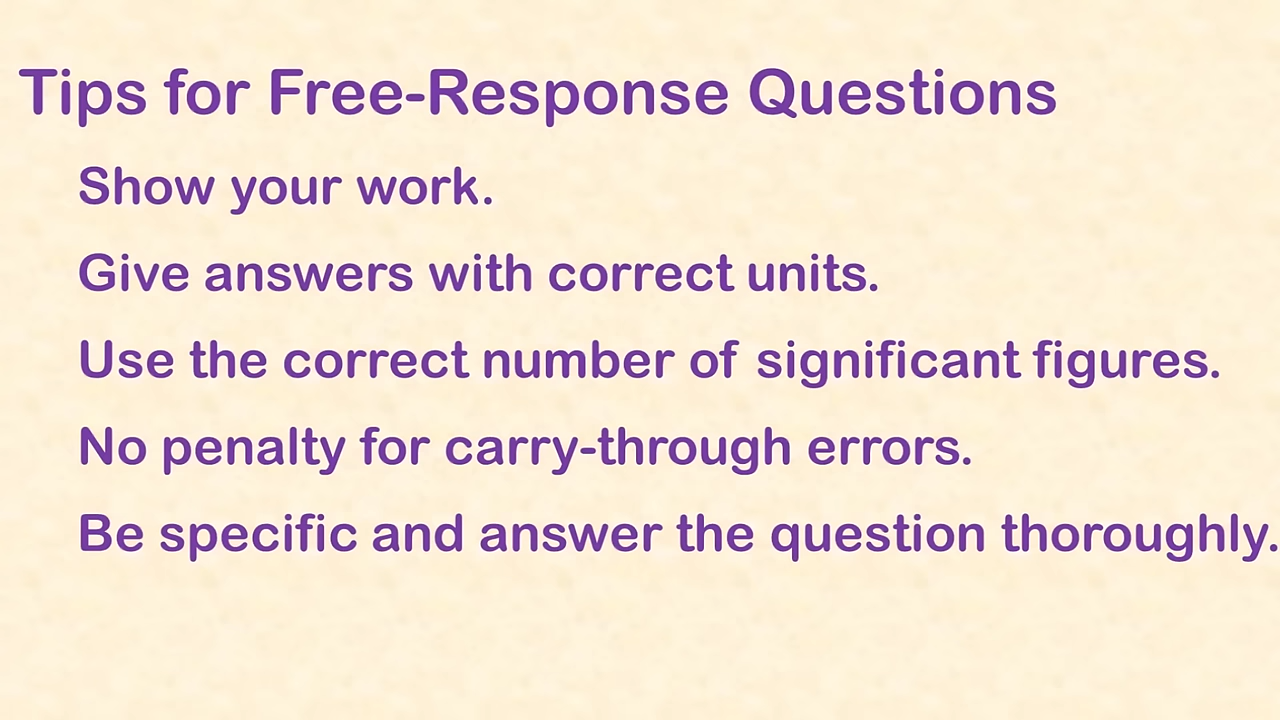 Tips for Free-Response Questions
Show your work.
Give answers with correct units.
Use the correct number of significant figures.
No penalty for carry-through errors.
Be specific and answer the question thoroughly.